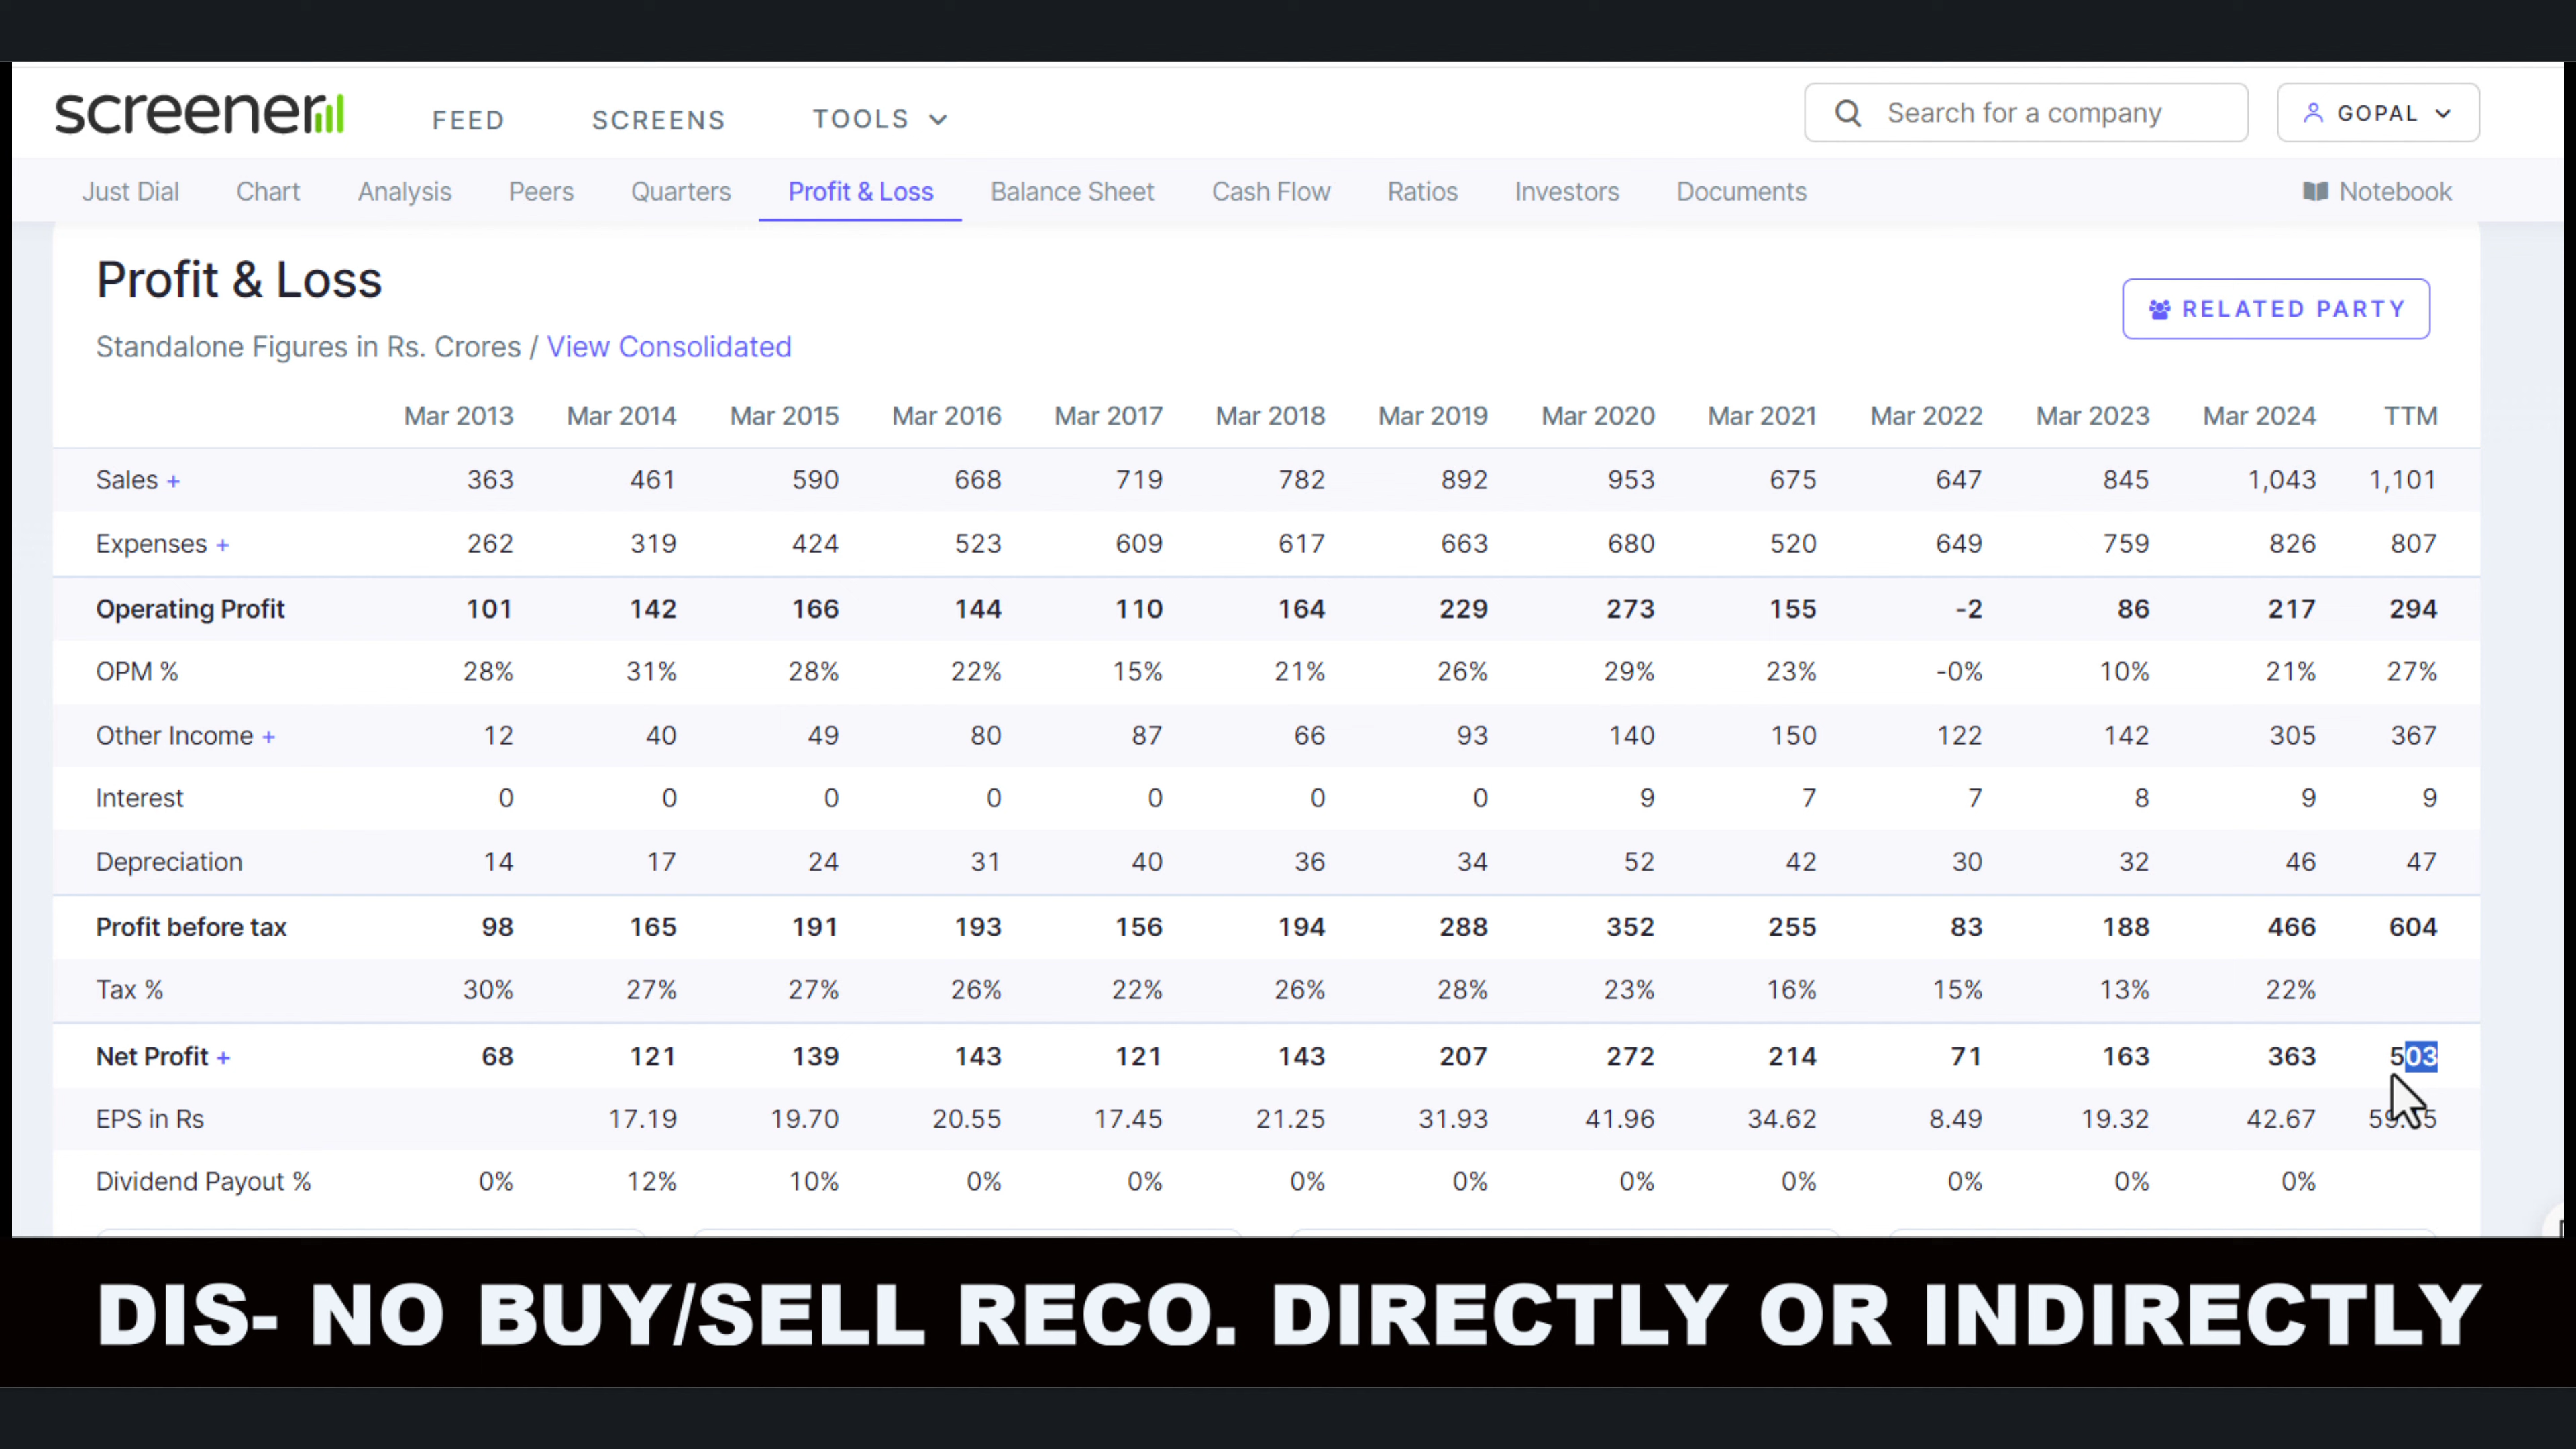 screener FEED SCREENS TOOLS Search for a company GOPAL
Just Dial Chart Analysis Peers Quarters Profit & Loss Balance Sheet Cash Flow Ratios Investors Documents Notebook
Profit & Loss
RELATED PARTY
Standalone Figures in Rs. Crores / View Consolidated
Mar 2013 Mar 2014 Mar 2015 Mar 2016 Mar 2017 Mar 2018 Mar 2019 Mar 2020 Mar 2021 Mar 2022 Mar 2023 Mar 2024 TTM
Sales + 363 461 590 668 719 782 892 953 675 647 845 1,043 1,101
Expenses + 262 319 424 523 609 617 663 680 520 649 759 826 807
Operating Profit 101 142 166 144 110 164 229 273 155 -2 86 217 294
OPM % 28% 31% 28% 22% 15% 21% 26% 29% 23% -0% 10% 21% 27%
Other Income + 12 40 49 80 87 66 93 140 150 122 142 305 367
Interest 0 0 0 0 0 0 0 9 7 7 8 9 9
Depreciation 14 17 24 31 40 36 34 52 42 30 32 46 47
Profit before tax 98 165 191 193 156 194 288 352 255 83 188 466 604
Tax % 30% 27% 27% 26% 22% 26% 28% 23% 16% 15% 13% 22%
Net Profit + 68 121 139 143 121 143 207 272 214 71 163 363 503
EPS in Rs 17.19 19.70 20.55 17.45 21.25 31.93 41.96 34.62 8.49 19.32 42.67
Dividend Payout % 0% 12% 10% 0% 0% 0% 0% 0% 0% 0% 0% 0%
DIS- NO BUY/SELL RECO. DIRECTLY OR INDIRECTLY